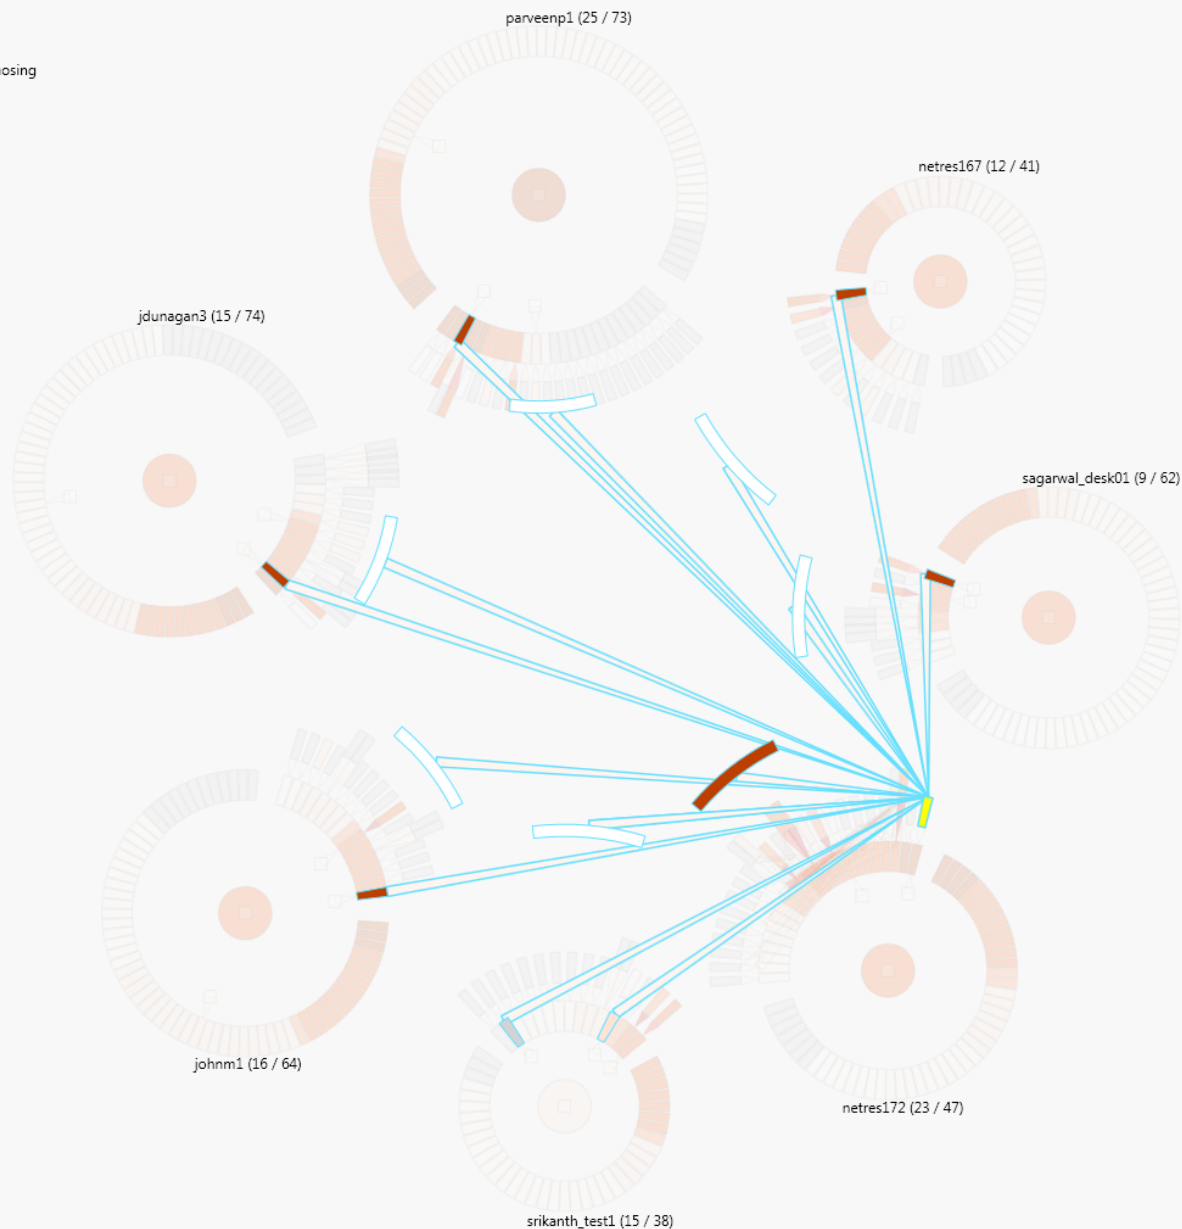 parveenp1 (25 / 73)
osing
netres167 (12 / 41)
jdunagan3 (15 / 74)
sagarwal_desk01 (9 / 62)
johnm1 (16 / 64)
netres172 (23 / 47)
srikanth_test1 (15 / 38)